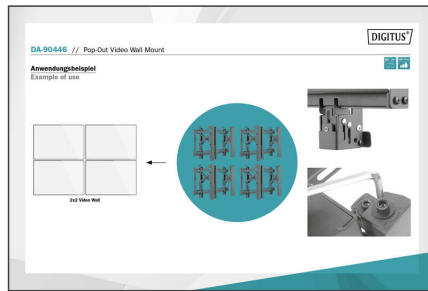 DIGITUS®
DA-90446 // Pop-Out Video Wall Mount
Anwendungsbeispiel
Example of use
2x2 Video Wall